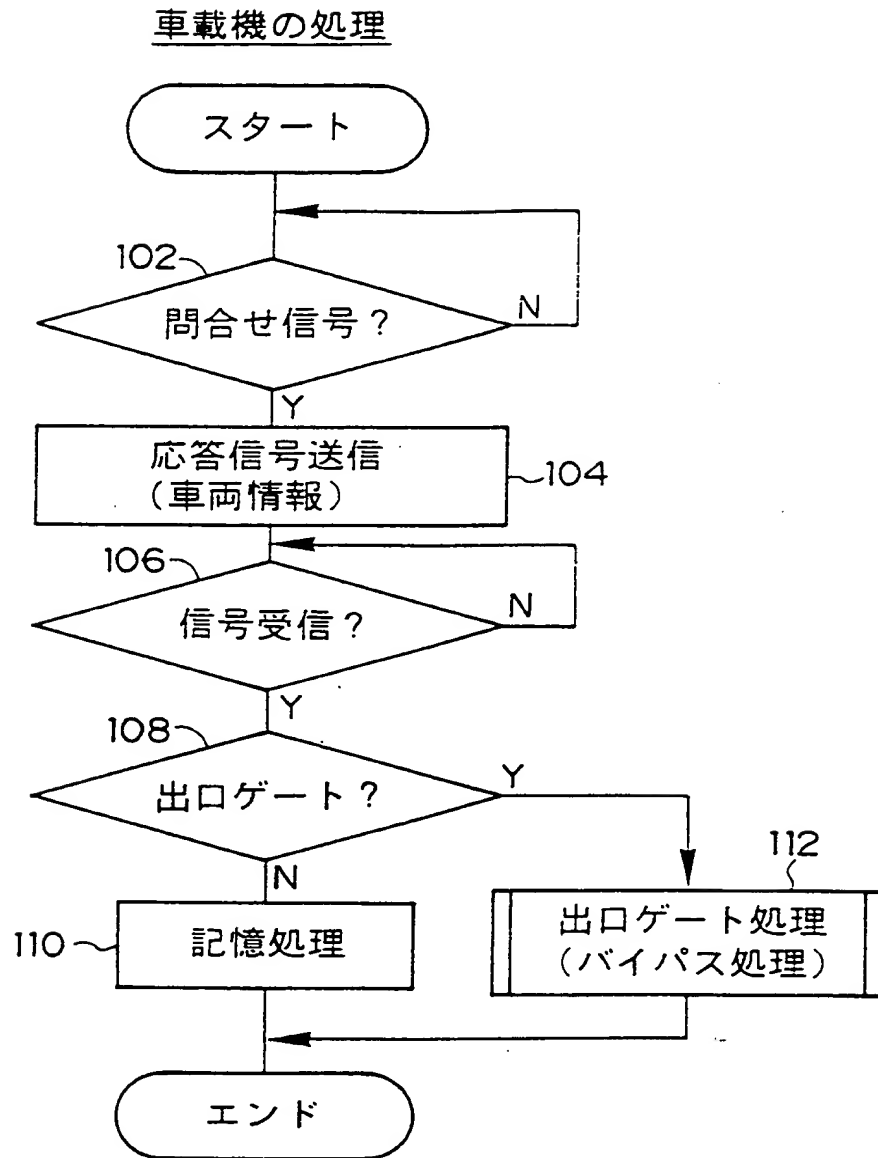 車載機の処理
スタート
102
問合せ信号?
N
Y
応答信号送信
(車両情報)
104
106
信号受信?
N
Y
108
出口ゲート?
Y
N
112
110
記憶処理
出口ゲート処理
(バイパス処理)
エンド